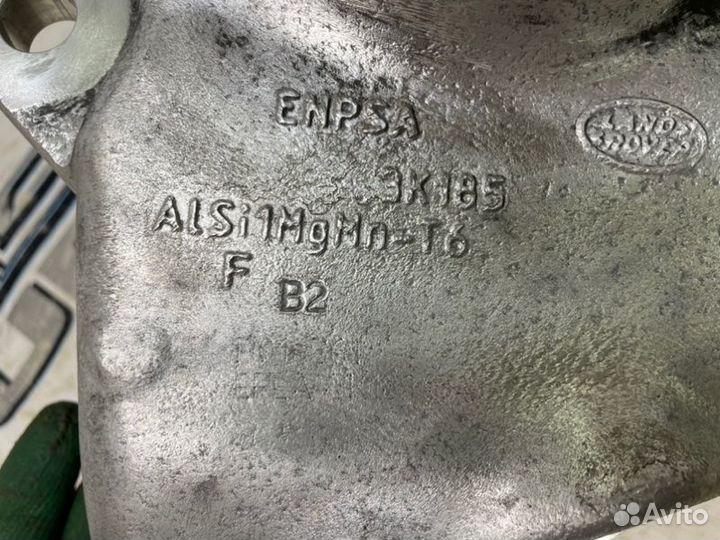 ENPSA
LAND
ROVER
3K185
AlSi1MgMn-T6
F
B2
Avito